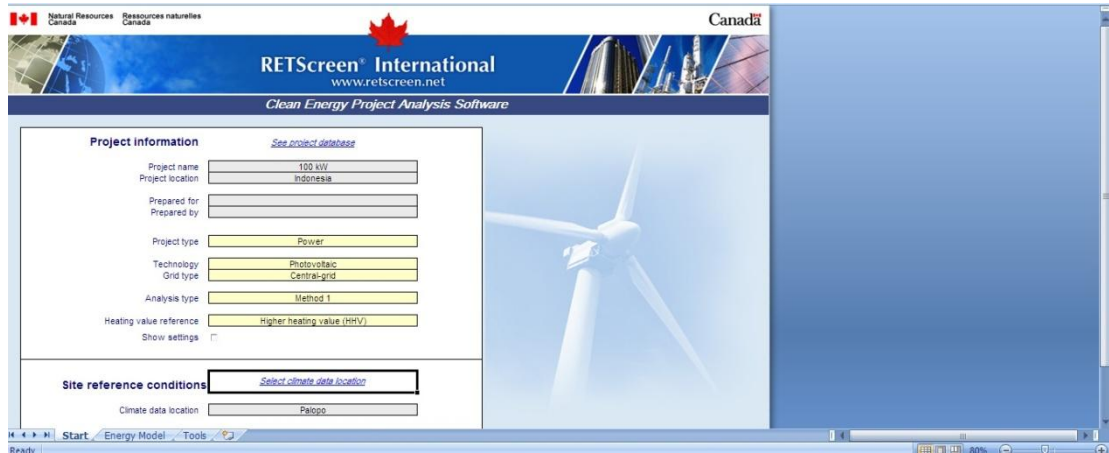 Natural Resources Canada
Ressources naturelles Canada
Canada
RETScreen® International
www.retscreen.net
Clean Energy Project Analysis Software
Project information
See project database
Project name 100 kW
Project location Indonesia
Prepared for
Prepared by
Project type Power
Technology Photovoltaic
Grid type Central-grid
Analysis type Method 1
Heating value reference Higher heating value (HHV)
Show settings
Site reference conditions
Select climate data location
Climate data location Palopo
Start Energy Model Tools
Ready 80%